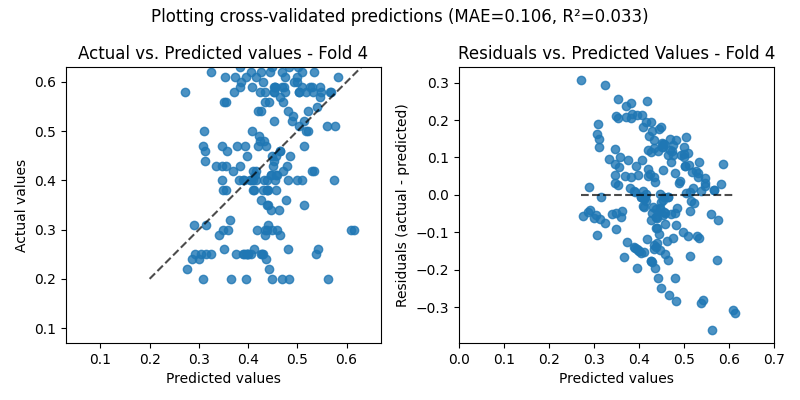 Plotting cross-validated predictions (MAE=0.106, R²=0.033)
Actual vs. Predicted values - Fold 4
Actual values
0.6
0.5
0.4
0.3
0.2
0.1
0.1 0.2 0.3 0.4 0.5 0.6
Predicted values
Residuals vs. Predicted Values - Fold 4
Residuals (actual - predicted)
0.3
0.2
0.1
0.0
−0.1
−0.2
−0.3
0.0 0.1 0.2 0.3 0.4 0.5 0.6 0.7
Predicted values